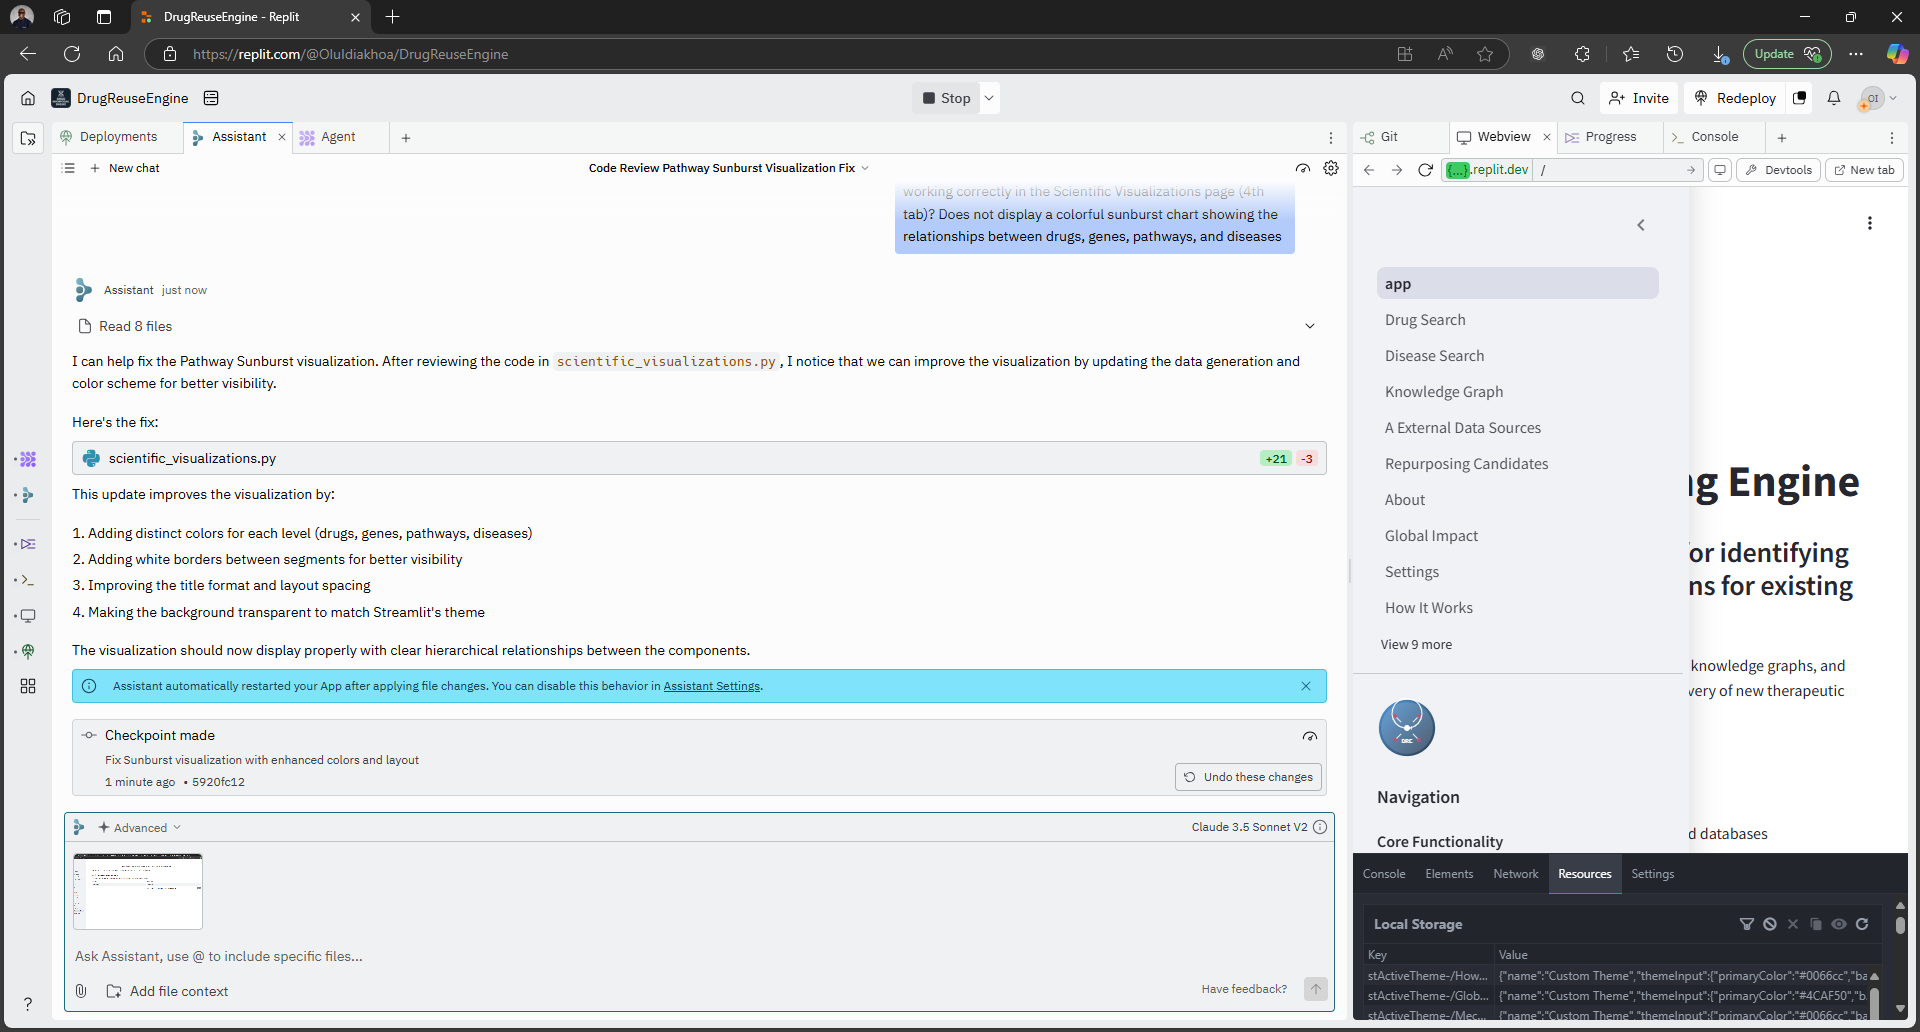 DrugReuseEngine - Replit
https://replit.com/@Oluldiakhoa/DrugReuseEngine
Update
DrugReuseEngine
Stop
Invite
Redeploy
OI
Deployments
Assistant
Agent
Git
Webview
Progress
Console
New chat
Code Review Pathway Sunburst Visualization Fix
{...}.replit.dev
/
Devtools
New tab
working correctly in the Scientific Visualizations page (4th
tab)? Does not display a colorful sunburst chart showing the
relationships between drugs, genes, pathways, and diseases
Assistant just now
Read 8 files
I can help fix the Pathway Sunburst visualization. After reviewing the code in scientific_visualizations.py, I notice that we can improve the visualization by updating the data generation and
color scheme for better visibility.
Here's the fix:
scientific_visualizations.py
+21 -3
This update improves the visualization by:
1. Adding distinct colors for each level (drugs, genes, pathways, diseases)
2. Adding white borders between segments for better visibility
3. Improving the title format and layout spacing
4. Making the background transparent to match Streamlit's theme
The visualization should now display properly with clear hierarchical relationships between the components.
Assistant automatically restarted your App after applying file changes. You can disable this behavior in Assistant Settings.
Checkpoint made
Fix Sunburst visualization with enhanced colors and layout
1 minute ago • 5920fc12
Undo these changes
Advanced
Claude 3.5 Sonnet V2
Ask Assistant, use @ to include specific files...
Add file context
Have feedback?
app
Drug Search
Disease Search
Knowledge Graph
A External Data Sources
Repurposing Candidates
About
Global Impact
Settings
How It Works
View 9 more
DRC
Navigation
Core Functionality
ng Engine
for identifying
ns for existing
knowledge graphs, and
very of new therapeutic
d databases
Console
Elements
Network
Resources
Settings
Local Storage
Key
Value
stActiveTheme-/How... {"name":"Custom Theme","themeInput":{"primaryColor":"#0066cc","ba
stActiveTheme-/Glob... {"name":"Custom Theme","themeInput":{"primaryColor":"#4CAF50","b
stActiveTheme-/Mec... {"name":"Custom Theme","themeInput":{"primaryColor":"#0066cc","ba